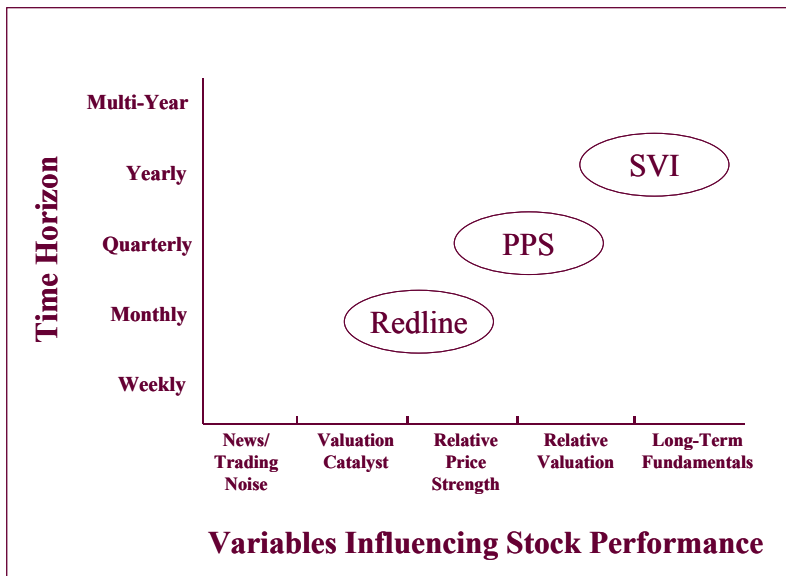 Multi-Year
SVI
Yearly
PPS
Quarterly
Redline
Monthly
Weekly
Time Horizon
News/
Trading
Noise
Valuation
Catalyst
Relative
Price
Strength
Relative
Valuation
Long-Term
Fundamentals
Variables Influencing Stock Performance